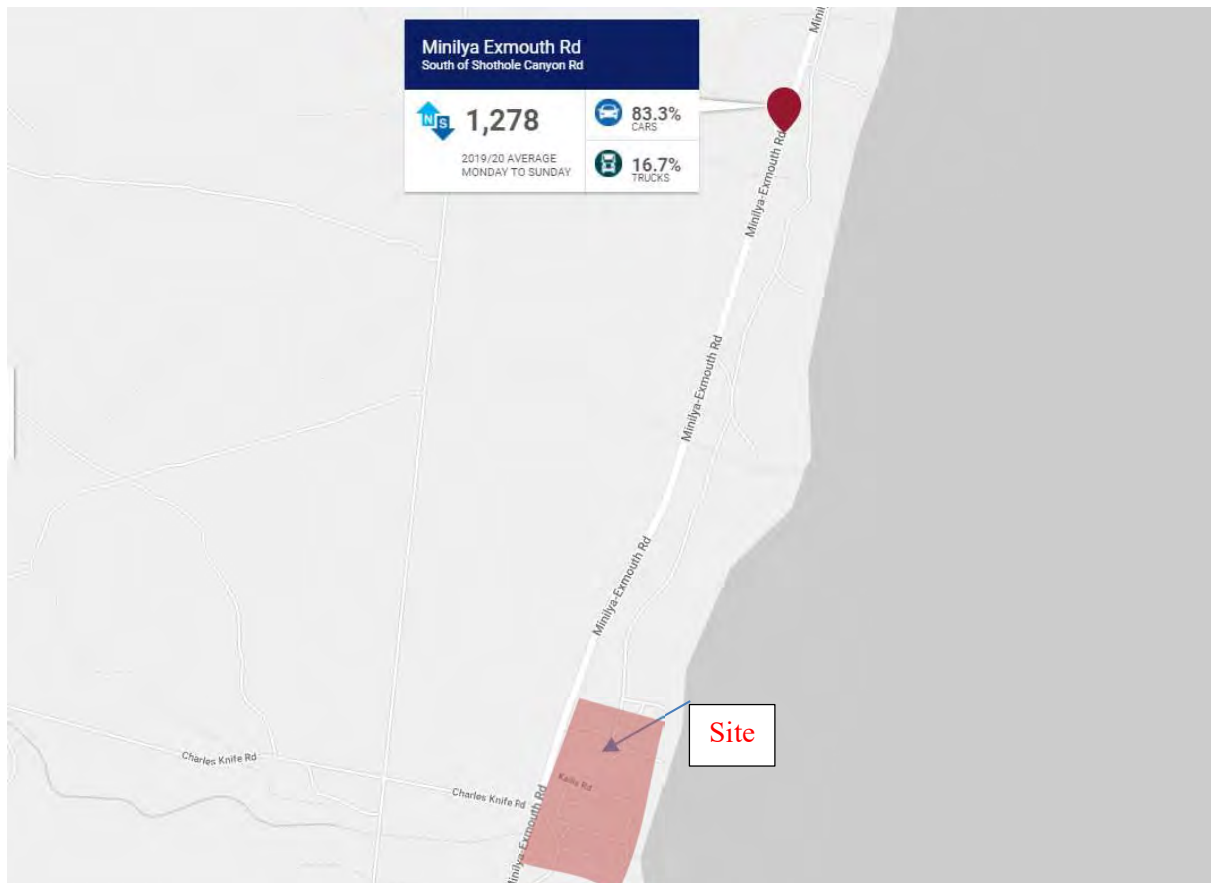 Minilya Exmouth Rd
South of Shothole Canyon Rd
N S
1,278
2019/20 AVERAGE
MONDAY TO SUNDAY
83.3%
CARS
16.7%
TRUCKS
Minil
Minilya-Exmouth Rd
Minilya-Exmouth Rd
Minilya-Exmouth Rd
Site
Charles Knife Rd
Kailis Rd
Charles Knife Rd
Minilya-Exmouth Rd